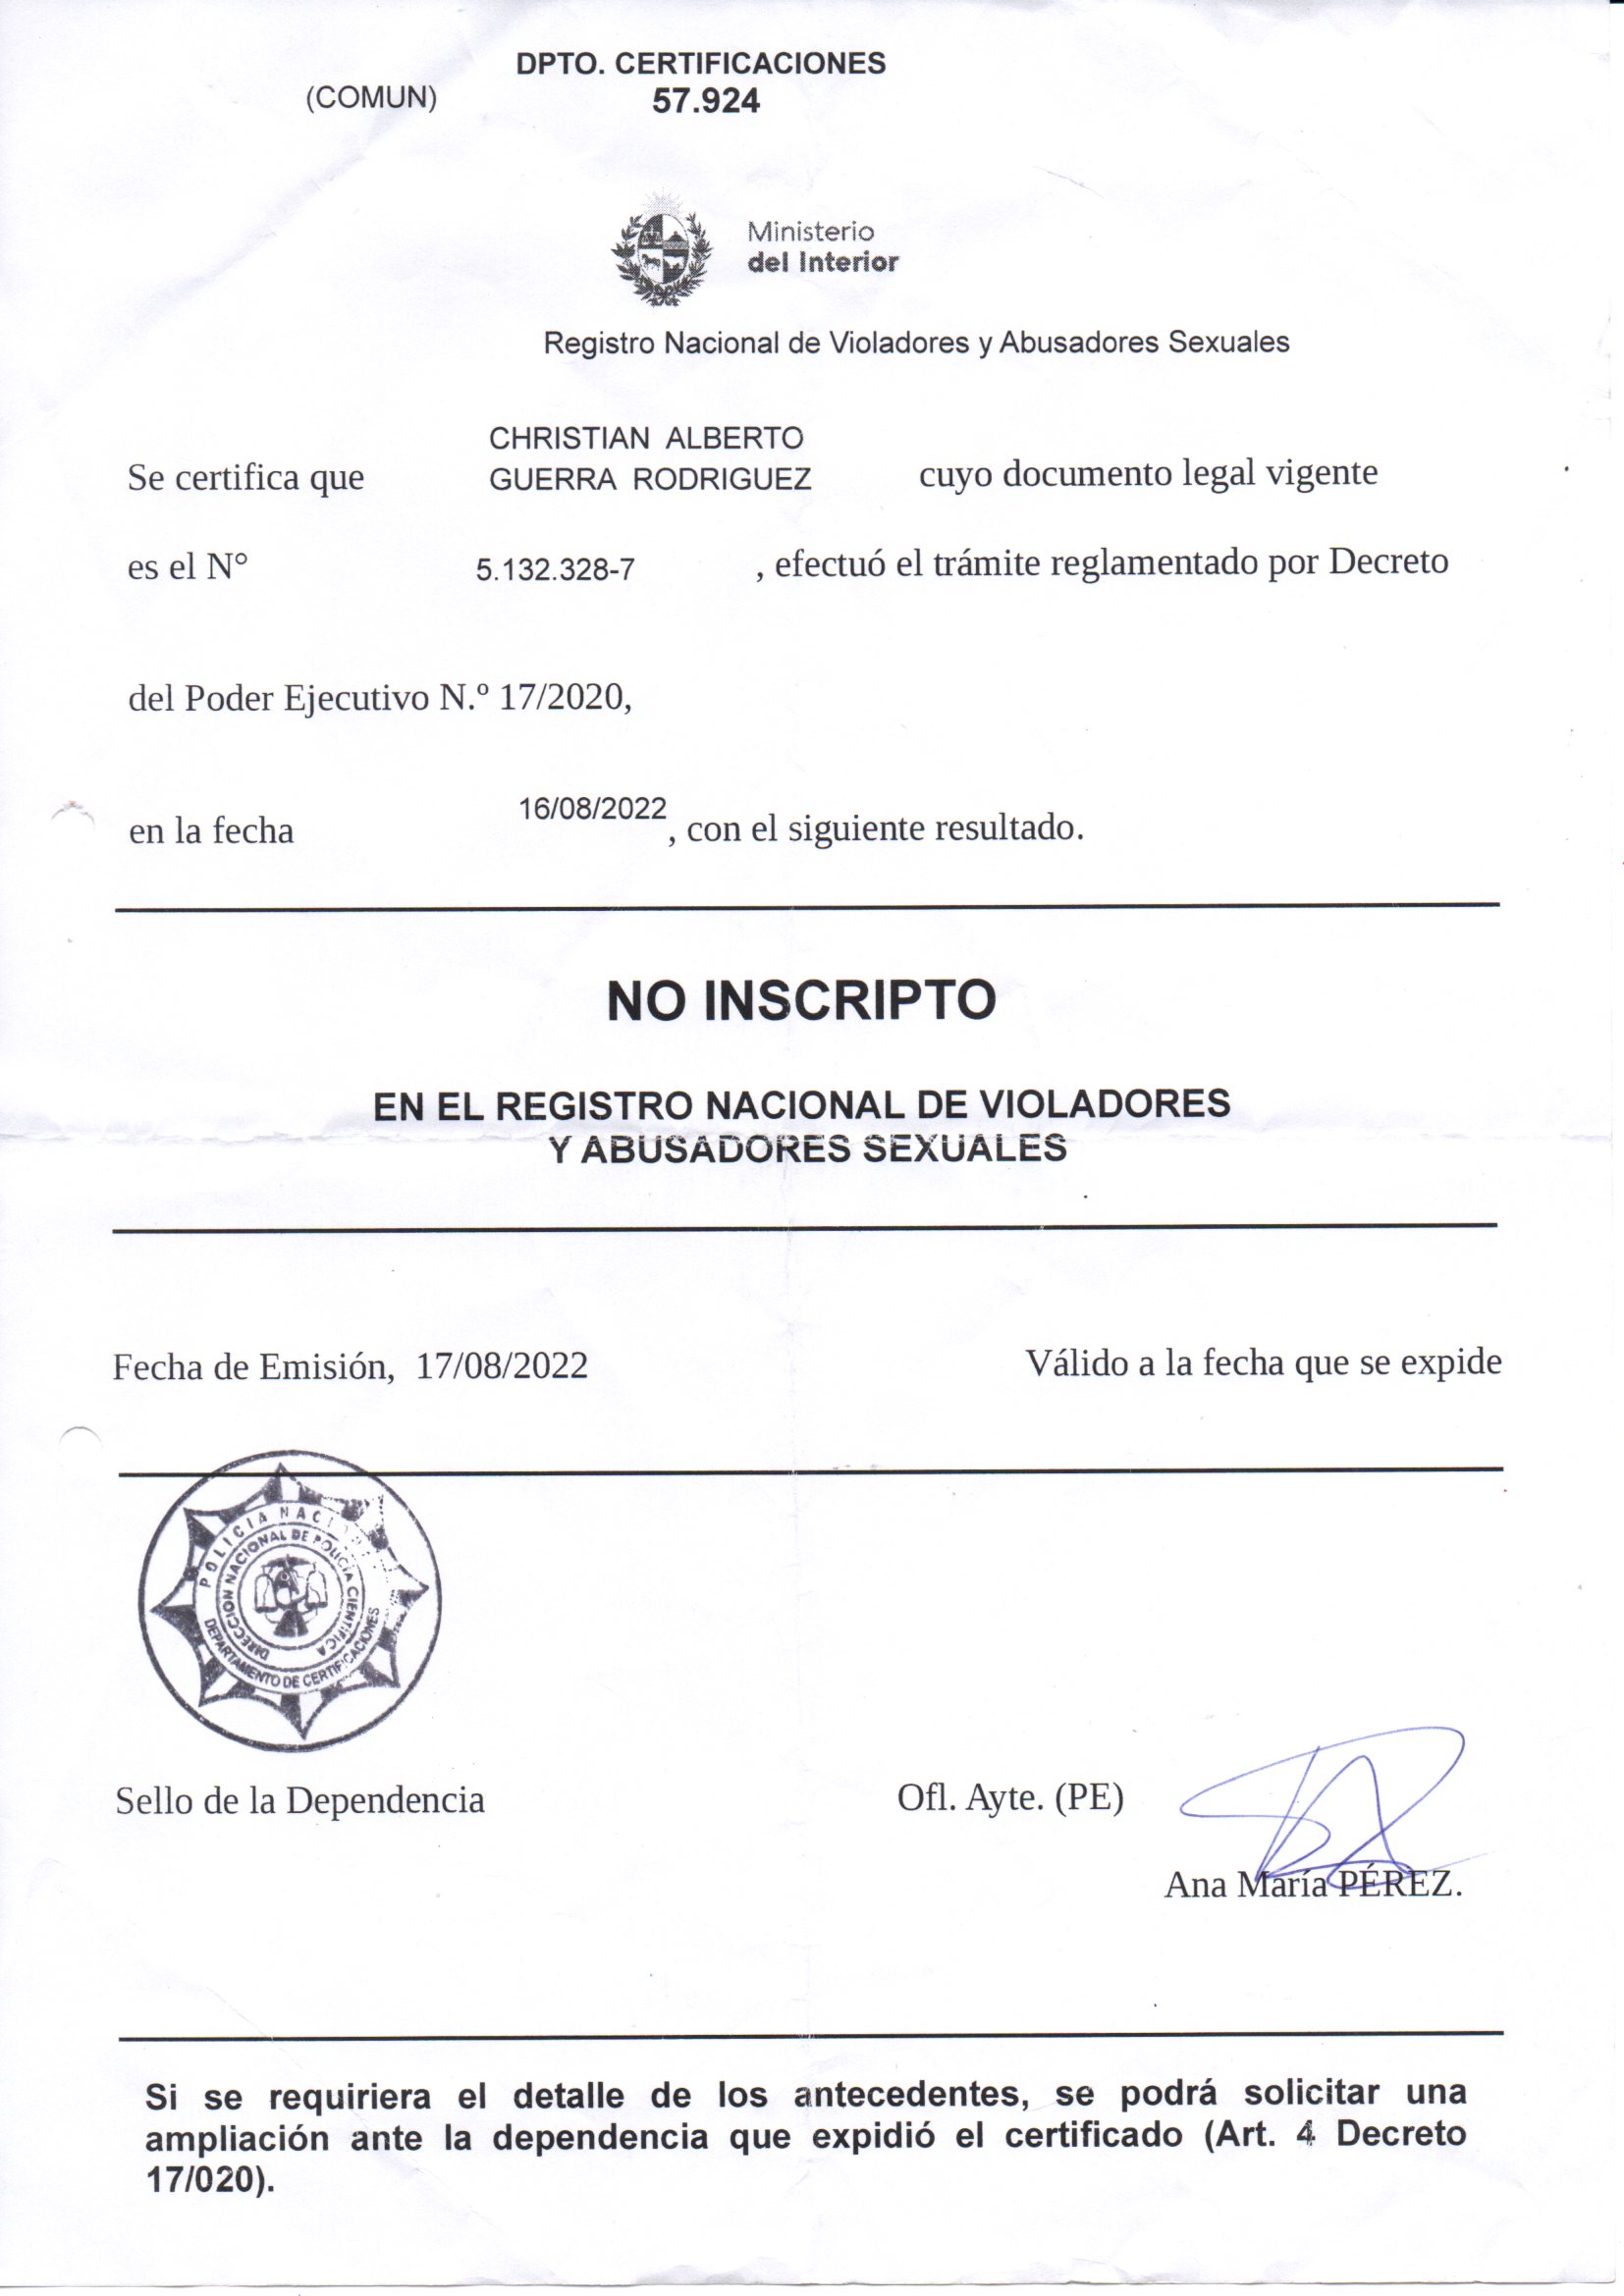 DPTO. CERTIFICACIONES
(COMUN) 57.924
Ministerio
del Interior
Registro Nacional de Violadores y Abusadores Sexuales
CHRISTIAN ALBERTO
Se certifica que GUERRA RODRIGUEZ cuyo documento legal vigente
es el N° 5.132.328-7 , efectuó el trámite reglamentado por Decreto
del Poder Ejecutivo N.º 17/2020,
en la fecha 16/08/2022 , con el siguiente resultado.
NO INSCRIPTO
EN EL REGISTRO NACIONAL DE VIOLADORES
Y ABUSADORES SEXUALES
Fecha de Emisión, 17/08/2022 Válido a la fecha que se expide
POLICIA
DIRECCION NACIONAL DE POLICIA CIENTIFICA
DEPARTAMENTO DE CERTIFICACIONES
Sello de la Dependencia Ofl. Ayte. (PE)
Ana María PÉREZ.
Si se requiriera el detalle de los antecedentes, se podrá solicitar una
ampliación ante la dependencia que expidió el certificado (Art. 4 Decreto
17/020).